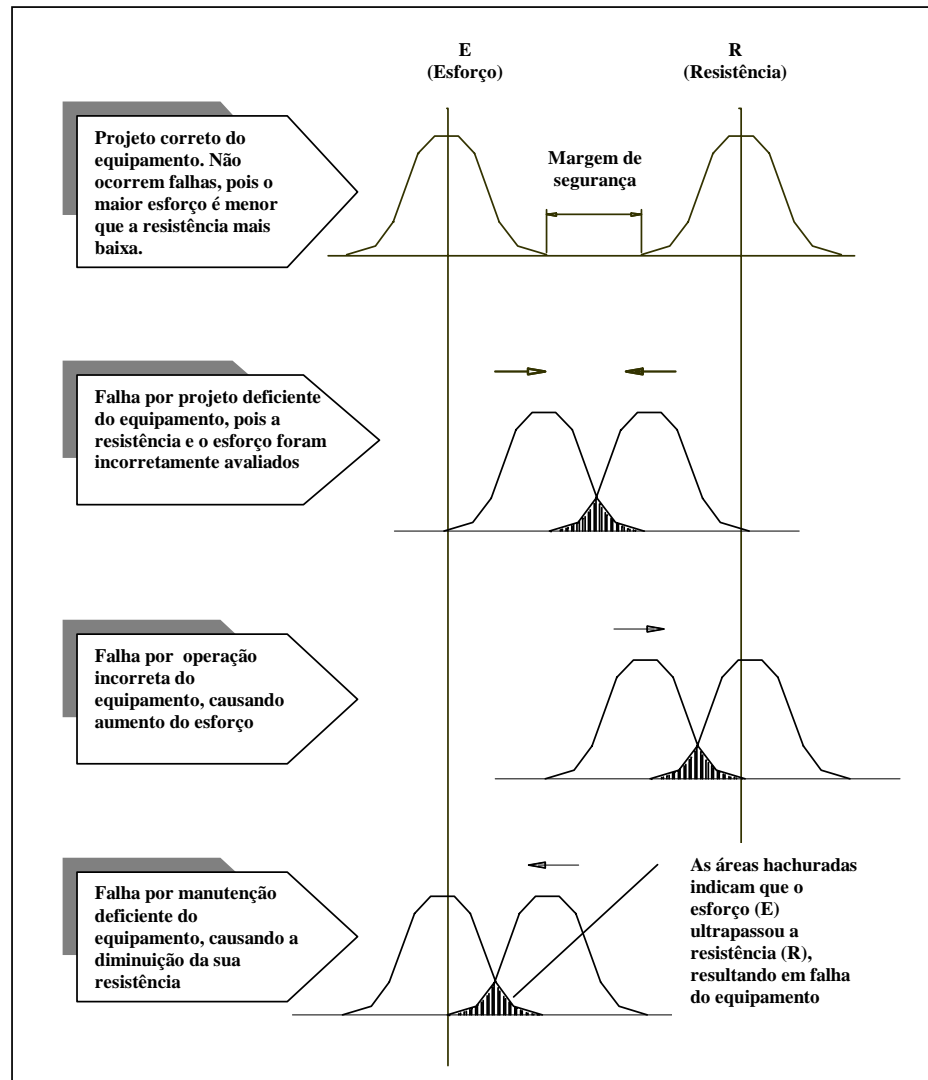 E
(Esforço)
R
(Resistência)
Projeto correto do
equipamento. Não
ocorrem falhas, pois o
maior esforço é menor
que a resistência mais
baixa.
Margem de
segurança
Falha por projeto deficiente
do equipamento, pois a
resistência e o esforço foram
incorretamente avaliados
Falha por operação
incorreta do
equipamento, causando
aumento do esforço
Falha por manutenção
deficiente do
equipamento, causando a
diminuição da sua
resistência
As áreas hachuradas
indicam que o
esforço (E)
ultrapassou a
resistência (R),
resultando em falha
do equipamento